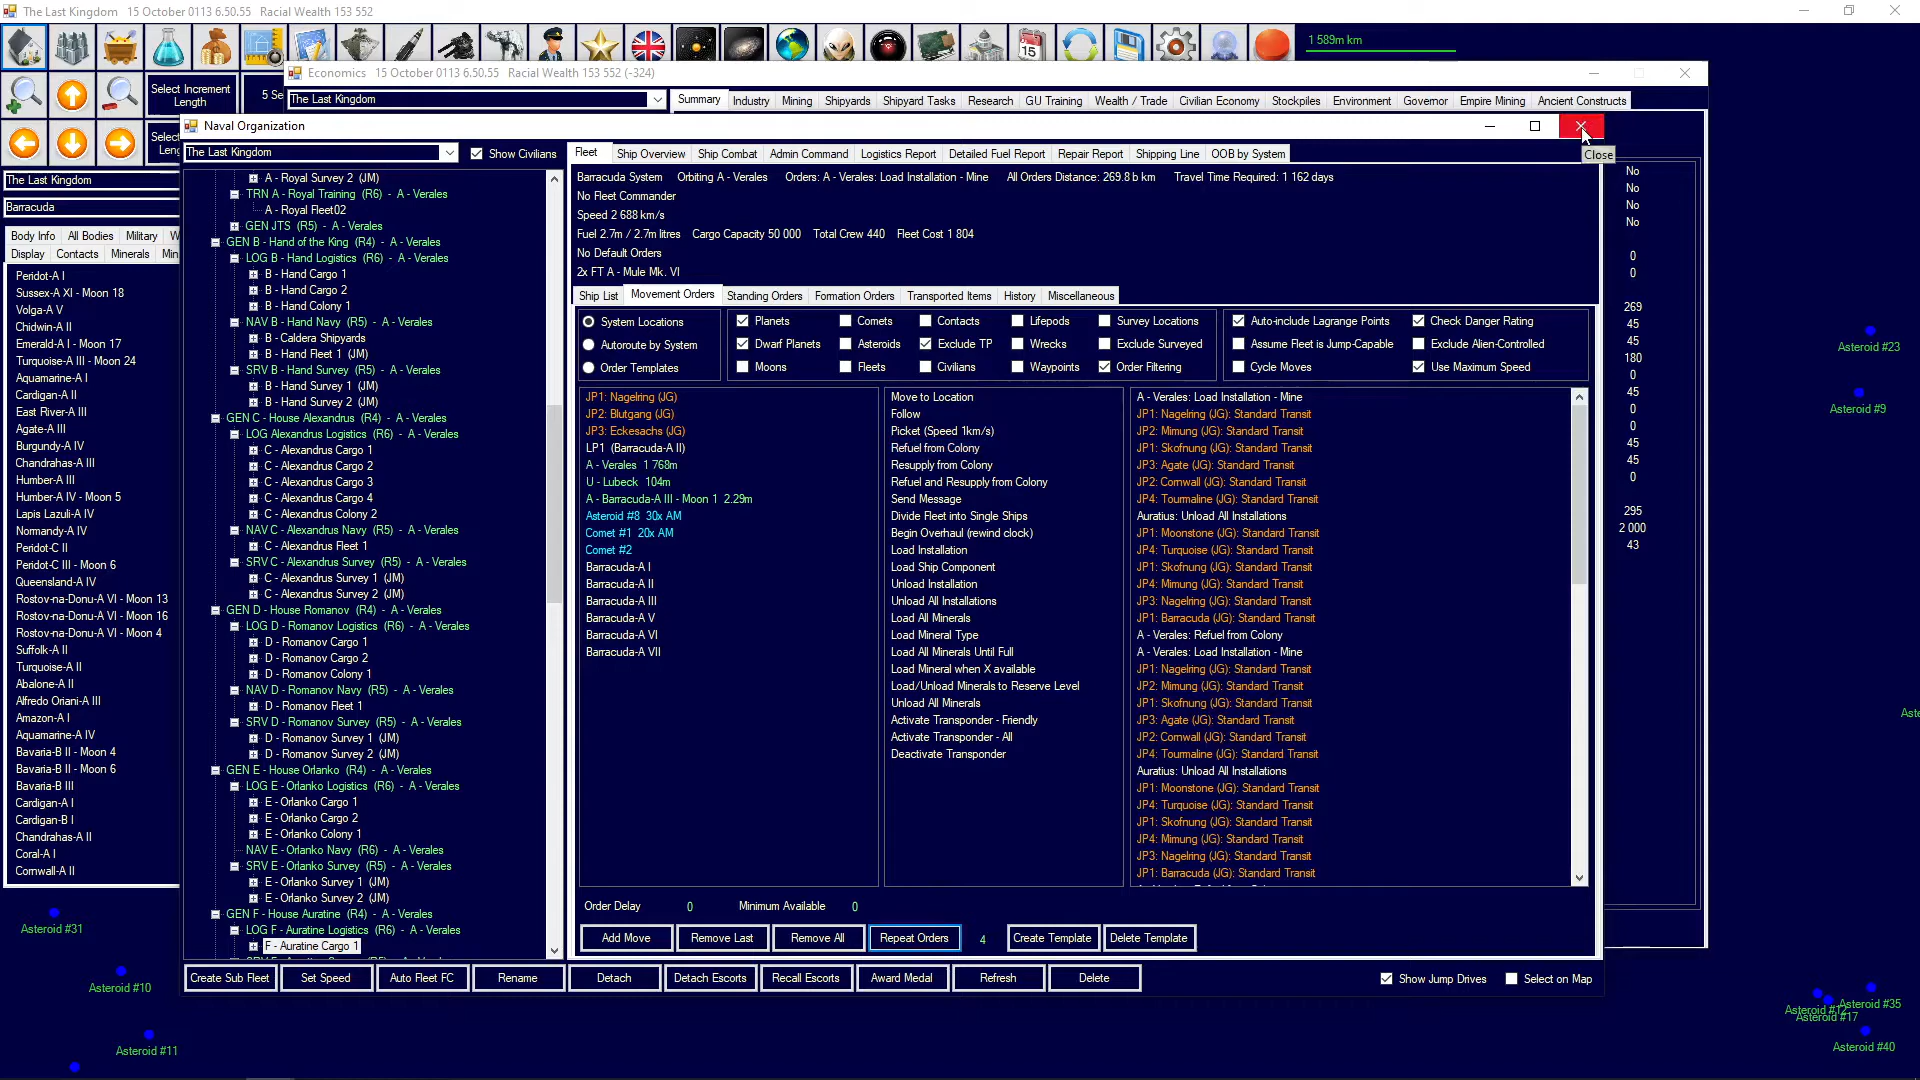 The Last Kingdom   15 October 0113 6.50.55   Racial Wealth 153 552
15
1 589m km
Select Increment Length
5 Se
Economics   15 October 0113 6.50.55   Racial Wealth 153 552 (-324)
The Last Kingdom
Summary Industry Mining Shipyards Shipyard Tasks Research GU Training Wealth / Trade Civilian Economy Stockpiles Environment Governor Empire Mining Ancient Constructs
Naval Organization
Close
The Last Kingdom
Show Civilians
Fleet Ship Overview Ship Combat Admin Command Logistics Report Detailed Fuel Report Repair Report Shipping Line OOB by System
The Last Kingdom
Barracuda
Body Info All Bodies Military W
Display Contacts Minerals Min
Peridot-A I
Sussex-A XI - Moon 18
Volga-A V
Chidwin-A II
Emerald-A I - Moon 17
Turquoise-A III - Moon 24
Aquamarine-A I
Cardigan-A II
East River-A III
Agate-A III
Burgundy-A IV
Chandrahas-A III
Humber-A III
Humber-A IV - Moon 5
Lapis Lazuli-A IV
Normandy-A IV
Peridot-C II
Peridot-C III - Moon 6
Queensland-A IV
Rostov-na-Donu-A VI - Moon 13
Rostov-na-Donu-A VI - Moon 16
Rostov-na-Donu-A VI - Moon 4
Suffolk-A II
Turquoise-A II
Abalone-A II
Alfredo Oriani-A III
Amazon-A I
Aquamarine-A IV
Bavaria-B II - Moon 4
Bavaria-B II - Moon 6
Bavaria-B III
Cardigan-A I
Cardigan-B I
Chandrahas-A II
Coral-A I
Cornwall-A II
A - Royal Survey 2 (JM)
TRN A - Royal Training (R6) - A - Verales
A - Royal Fleet02
GEN JTS (R5) - A - Verales
GEN B - Hand of the King (R4) - A - Verales
LOG B - Hand Logistics (R6) - A - Verales
B - Hand Cargo 1
B - Hand Cargo 2
B - Hand Colony 1
NAV B - Hand Navy (R5) - A - Verales
B - Caldera Shipyards
B - Hand Fleet 1 (JM)
SRV B - Hand Survey (R5) - A - Verales
B - Hand Survey 1 (JM)
B - Hand Survey 2 (JM)
GEN C - House Alexandrus (R4) - A - Verales
LOG Alexandrus Logistics (R6) - A - Verales
C - Alexandrus Cargo 1
C - Alexandrus Cargo 2
C - Alexandrus Cargo 3
C - Alexandrus Cargo 4
C - Alexandrus Colony 2
NAV C - Alexandrus Navy (R5) - A - Verales
C - Alexandrus Fleet 1
SRV C - Alexandrus Survey (R5) - A - Verales
C - Alexandrus Survey 1 (JM)
C - Alexandrus Survey 2 (JM)
GEN D - House Romanov (R4) - A - Verales
LOG D - Romanov Logistics (R6) - A - Verales
D - Romanov Cargo 1
D - Romanov Cargo 2
D - Romanov Colony 1
NAV D - Romanov Navy (R5) - A - Verales
D - Romanov Fleet 1
SRV D - Romanov Survey (R5) - A - Verales
D - Romanov Survey 1 (JM)
D - Romanov Survey 2 (JM)
GEN E - House Orlanko (R4) - A - Verales
LOG E - Orlanko Logistics (R6) - A - Verales
E - Orlanko Cargo 1
E - Orlanko Cargo 2
E - Orlanko Colony 1
NAV E - Orlanko Navy (R6) - A - Verales
SRV E - Orlanko Survey (R5) - A - Verales
E - Orlanko Survey 1 (JM)
E - Orlanko Survey 2 (JM)
GEN F - House Auratine (R4) - A - Verales
LOG F - Auratine Logistics (R6) - A - Verales
F - Auratine Cargo 1
Barracuda System   Orbiting A - Verales   Orders: A - Verales: Load Installation - Mine   All Orders Distance: 269.8 b km   Travel Time Required: 1 162 days
No Fleet Commander
Speed 2 688 km/s
Fuel 2.7m / 2.7m litres   Cargo Capacity 50 000   Total Crew 440   Fleet Cost 1 804
No Default Orders
2x FT A - Mule Mk. VI
Ship List Movement Orders Standing Orders Formation Orders Transported Items History Miscellaneous
System Locations Planets Comets Contacts Lifepods Survey Locations Auto-include Lagrange Points Check Danger Rating
Autoroute by System Dwarf Planets Asteroids Exclude TP Wrecks Exclude Surveyed Assume Fleet is Jump-Capable Exclude Alien-Controlled
Order Templates Moons Fleets Civilians Waypoints Order Filtering Cycle Moves Use Maximum Speed
JP1: Nagelring (JG)
JP2: Blutgang (JG)
JP3: Eckesachs (JG)
LP1 (Barracuda-A II)
A - Verales 1 768m
U - Lubeck 104m
A - Barracuda-A III - Moon 1 2.29m
Asteroid #8 30x AM
Comet #1 20x AM
Comet #2
Barracuda-A I
Barracuda-A II
Barracuda-A III
Barracuda-A V
Barracuda-A VI
Barracuda-A VII
Move to Location
Follow
Picket (Speed 1km/s)
Refuel from Colony
Resupply from Colony
Refuel and Resupply from Colony
Send Message
Divide Fleet into Single Ships
Begin Overhaul (rewind clock)
Load Installation
Load Ship Component
Unload Installation
Unload All Installations
Load All Minerals
Load Mineral Type
Load All Minerals Until Full
Load Mineral when X available
Load/Unload Minerals to Reserve Level
Unload All Minerals
Activate Transponder - Friendly
Activate Transponder - All
Deactivate Transponder
A - Verales: Load Installation - Mine
JP1: Nagelring (JG): Standard Transit
JP2: Mimung (JG): Standard Transit
JP1: Skofnung (JG): Standard Transit
JP3: Agate (JG): Standard Transit
JP2: Cornwall (JG): Standard Transit
JP4: Tourmaline (JG): Standard Transit
Auratius: Unload All Installations
JP1: Moonstone (JG): Standard Transit
JP4: Turquoise (JG): Standard Transit
JP1: Skofnung (JG): Standard Transit
JP4: Mimung (JG): Standard Transit
JP3: Nagelring (JG): Standard Transit
JP1: Barracuda (JG): Standard Transit
A - Verales: Refuel from Colony
A - Verales: Load Installation - Mine
JP1: Nagelring (JG): Standard Transit
JP2: Mimung (JG): Standard Transit
JP1: Skofnung (JG): Standard Transit
JP3: Agate (JG): Standard Transit
JP2: Cornwall (JG): Standard Transit
JP4: Tourmaline (JG): Standard Transit
Auratius: Unload All Installations
JP1: Moonstone (JG): Standard Transit
JP4: Turquoise (JG): Standard Transit
JP1: Skofnung (JG): Standard Transit
JP4: Mimung (JG): Standard Transit
JP3: Nagelring (JG): Standard Transit
JP1: Barracuda (JG): Standard Transit
Order Delay 0 Minimum Available 0
Add Move Remove Last Remove All Repeat Orders 4 Create Template Delete Template
Create Sub Fleet Set Speed Auto Fleet FC Rename Detach Detach Escorts Recall Escorts Award Medal Refresh Delete Show Jump Drives Select on Map
No
No
No
No
0
0
269
45
45
180
0
45
0
0
45
45
0
295
2 000
43
Asteroid #23
Asteroid #9
Aste
Asteroid #31
Asteroid #10
Asteroid #11
Asteroid #35
Asteroid #12
Asteroid #17
Asteroid #40